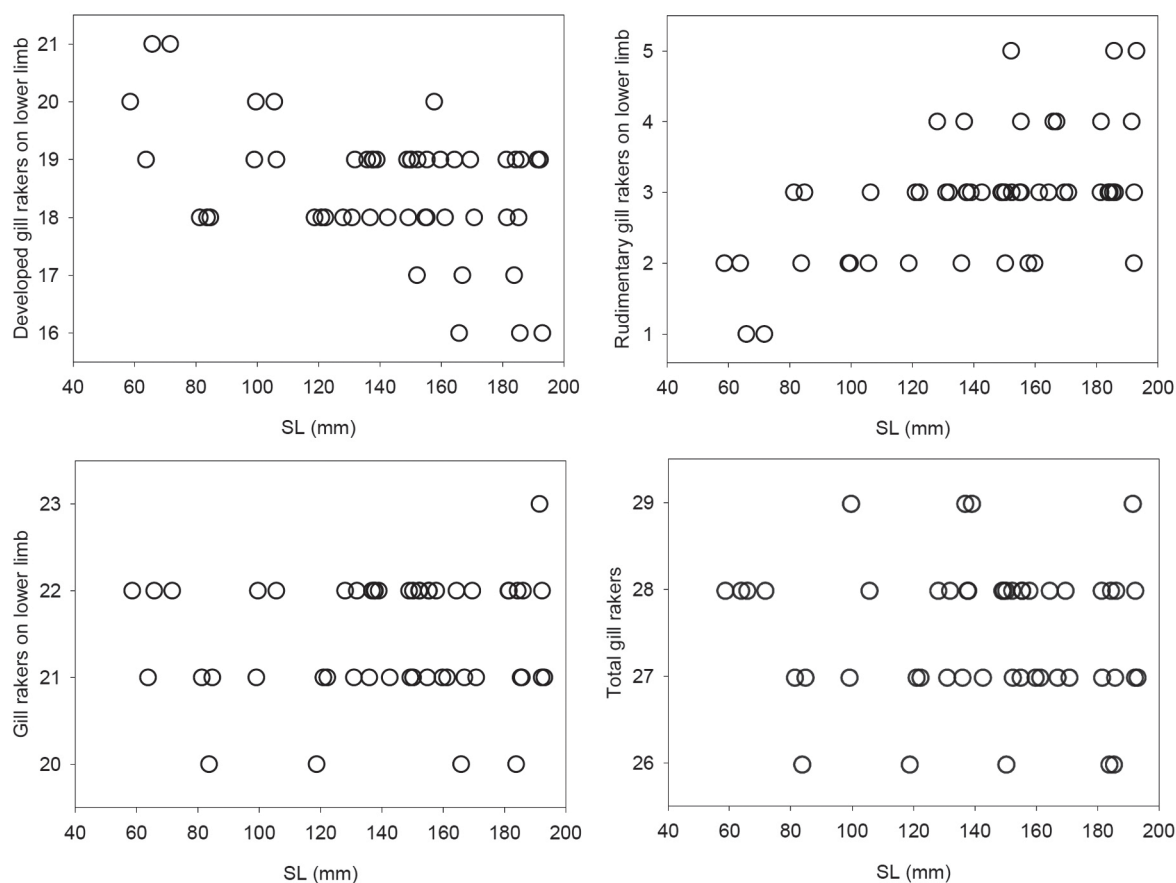 Developed gill rakers on lower limb
21
20
19
18
17
16
40 60 80 100 120 140 160 180 200
SL (mm)
Rudimentary gill rakers on lower limb
5
4
3
2
1
40 60 80 100 120 140 160 180 200
SL (mm)
Gill rakers on lower limb
23
22
21
20
40 60 80 100 120 140 160 180 200
SL (mm)
Total gill rakers
29
28
27
26
40 60 80 100 120 140 160 180 200
SL (mm)